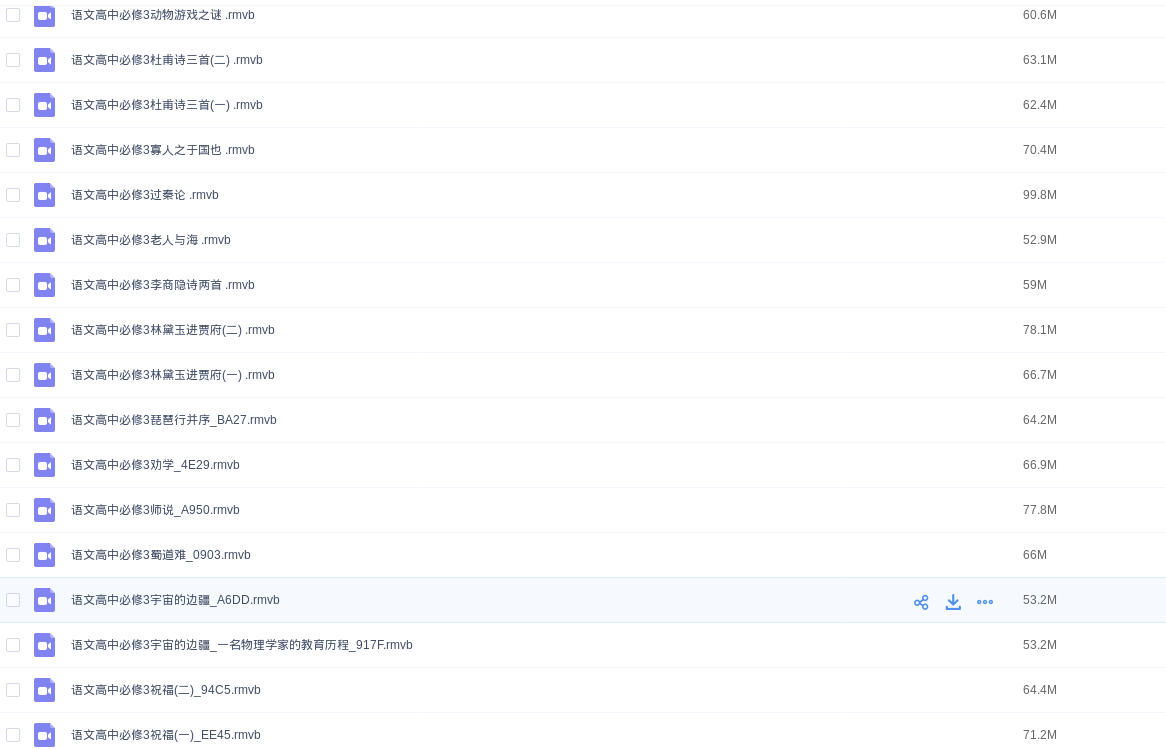 语文高中必修3动物游戏之谜 .rmvb 60.6M
语文高中必修3杜甫诗三首(二) .rmvb 63.1M
语文高中必修3杜甫诗三首(一) .rmvb 62.4M
语文高中必修3寡人之于国也 .rmvb 70.4M
语文高中必修3过秦论 .rmvb 99.8M
语文高中必修3老人与海 .rmvb 52.9M
语文高中必修3李商隐诗两首 .rmvb 59M
语文高中必修3林黛玉进贾府(二) .rmvb 78.1M
语文高中必修3林黛玉进贾府(一) .rmvb 66.7M
语文高中必修3琵琶行并序_BA27.rmvb 64.2M
语文高中必修3劝学_4E29.rmvb 66.9M
语文高中必修3师说_A950.rmvb 77.8M
语文高中必修3蜀道难_0903.rmvb 66M
语文高中必修3宇宙的边疆_A6DD.rmvb 53.2M
语文高中必修3宇宙的边疆_一名物理学家的教育历程_917F.rmvb 53.2M
语文高中必修3祝福(二)_94C5.rmvb 64.4M
语文高中必修3祝福(一)_EE45.rmvb 71.2M